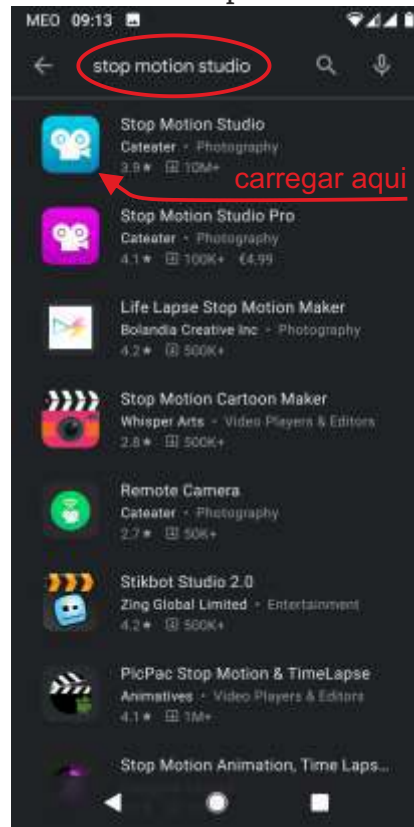 MEO 09:13
stop motion studio
Stop Motion Studio
Cateater · Photography
3.9★ 10M+
carregar aqui
Stop Motion Studio Pro
Cateater · Photography
4.1★ 100K+ €4.99
Life Lapse Stop Motion Maker
Bolandia Creative Inc · Photography
4.2★ 500K+
Stop Motion Cartoon Maker
Whisper Arts · Video Players & Editors
2.8★ 500K+
Remote Camera
Cateater · Photography
2.7★ 50K+
Stikbot Studio 2.0
Zing Global Limited · Entertainment
4.2★ 500K+
PicPac Stop Motion & TimeLapse
Animatives · Video Players & Editors
4.1★ 1M+
Stop Motion Animation, Time Laps...